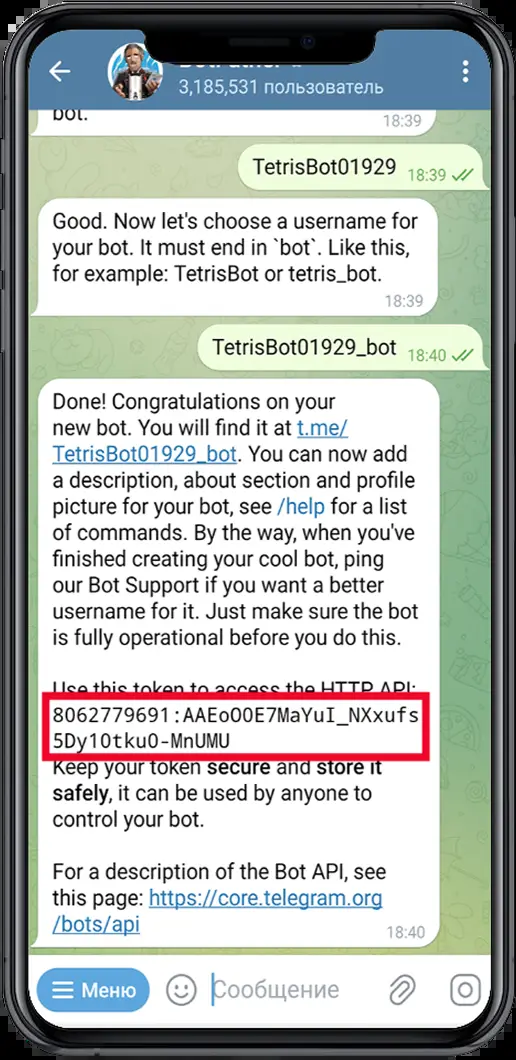 3,185,531 пользователь
bot.
18:39
TetrisBot01929
18:39
Good. Now let's choose a username for
your bot. It must end in `bot`. Like this,
for example: TetrisBot or tetris_bot.
18:39
TetrisBot01929_bot
18:40
Done! Congratulations on your
new bot. You will find it at t.me/
TetrisBot01929_bot. You can now add
a description, about section and profile
picture for your bot, see /help for a list
of commands. By the way, when you've
finished creating your cool bot, ping
our Bot Support if you want a better
username for it. Just make sure the bot
is fully operational before you do this.
Use this token to access the HTTP API:
8062779691:AAEoO0E7MaYuI_NXxufs
5Dy10tku0-MnUMU
Keep your token secure and store it
safely, it can be used by anyone to
control your bot.
For a description of the Bot API, see
this page: https://core.telegram.org
/bots/api
18:40
Меню
Сообщение